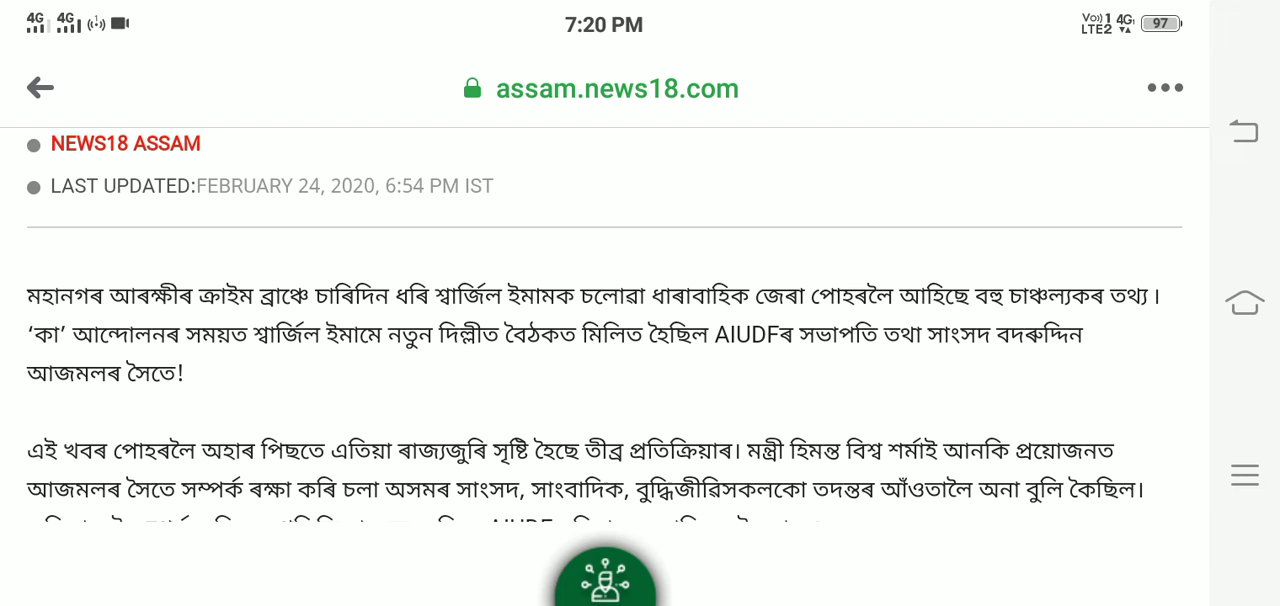 4G 4G 7:20 PM Vo) 1 4G 97
LTE2
assam.news18.com
NEWS18 ASSAM
LAST UPDATED:FEBRUARY 24, 2020, 6:54 PM IST
মহানগৰ আৰক্ষীৰ ক্ৰাইম ব্ৰাঞ্চে চাৰিদিন ধৰি শ্বাৰ্জিল ইমামক চলোৱা ধাৰাবাহিক জেৰা পোহৰলৈ আহিছে বহু চাঞ্চল্যকৰ তথ্য ।
‘কা’ আন্দোলনৰ সময়ত শ্বাৰ্জিল ইমামে নতুন দিল্লীত বৈঠকত মিলিত হৈছিল AIUDFৰ সভাপতি তথা সাংসদ বদৰুদ্দিন
আজমলৰ সৈতে!
এই খবৰ পোহৰলৈ অহাৰ পিছতে এতিয়া ৰাজ্যজুৰি সৃষ্টি হৈছে তীব্ৰ প্ৰতিক্ৰিয়াৰ। মন্ত্ৰী হিমন্ত বিশ্ব শৰ্মাই আনকি প্ৰয়োজনত
আজমলৰ সৈতে সম্পৰ্ক ৰক্ষা কৰি চলা অসমৰ সাংসদ, সাংবাদিক, বুদ্ধিজীৱিসকলকো তদন্তৰ আঁওতালৈ অনা বুলি কৈছিল।